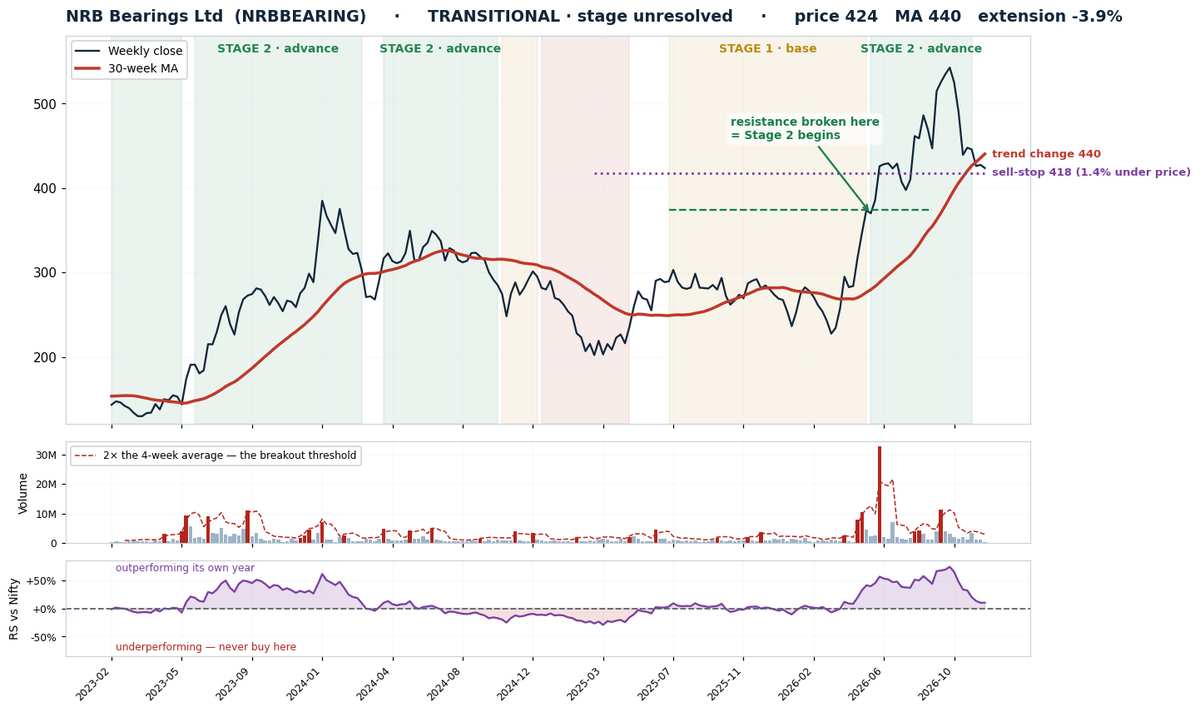 NRB Bearings Ltd (NRBBEARING) · TRANSITIONAL · stage unresolved · price 424 MA 440 extension -3.9%
Weekly close
30-week MA
STAGE 2 · advance
STAGE 2 · advance
STAGE 1 · base
STAGE 2 · advance
resistance broken here
= Stage 2 begins
trend change 440
sell-stop 418 (1.4% under price)
500
400
300
200
Volume
2× the 4-week average — the breakout threshold
30M
20M
10M
0
RS vs Nifty
outperforming its own year
+50%
+0%
-50%
underperforming — never buy here
2023-02
2023-05
2023-09
2024-01
2024-04
2024-08
2024-12
2025-03
2025-07
2025-11
2026-02
2026-06
2026-10